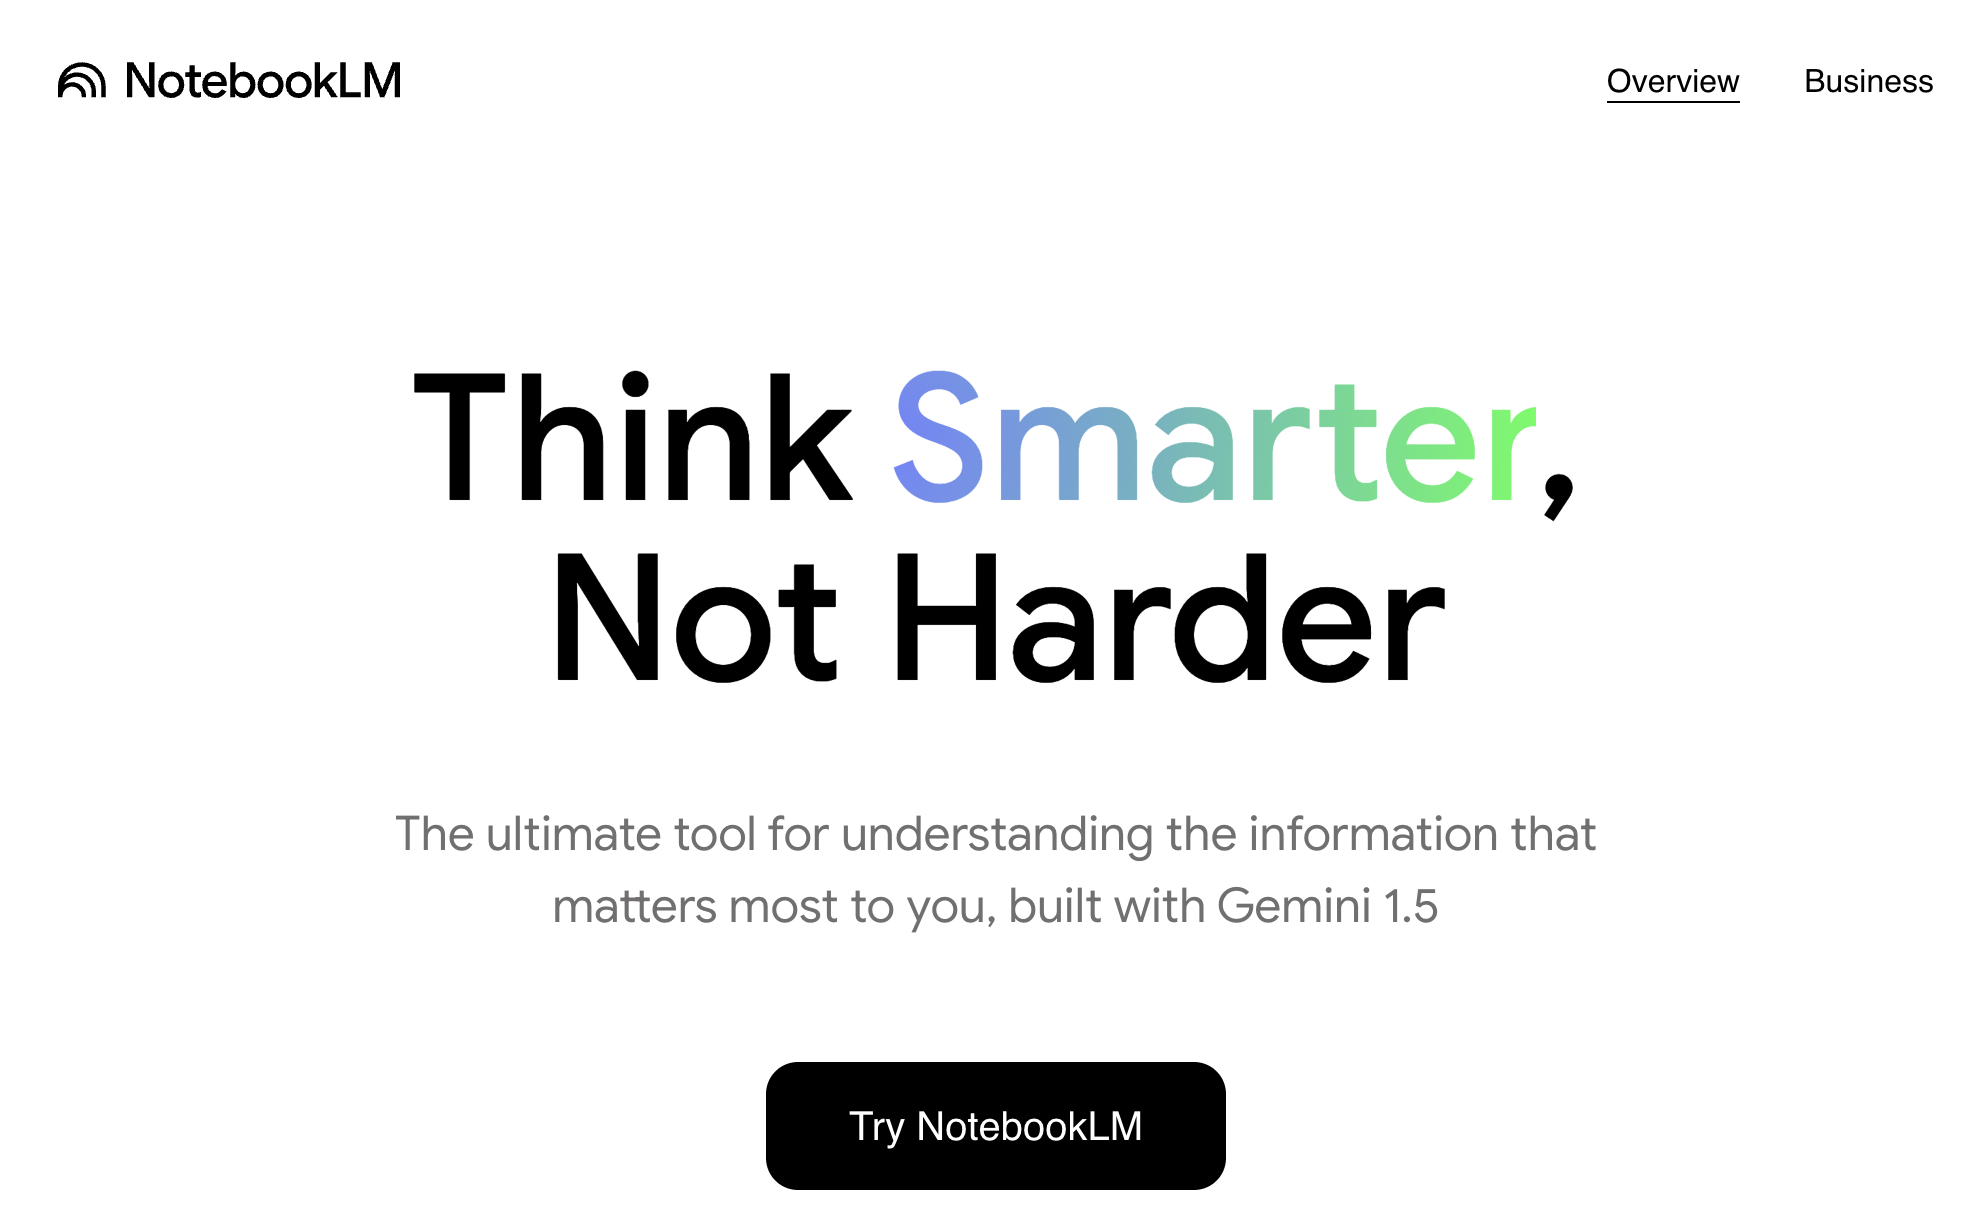 NotebookLM
Overview
Business
Think Smarter,
Not Harder
The ultimate tool for understanding the information that
matters most to you, built with Gemini 1.5
Try NotebookLM